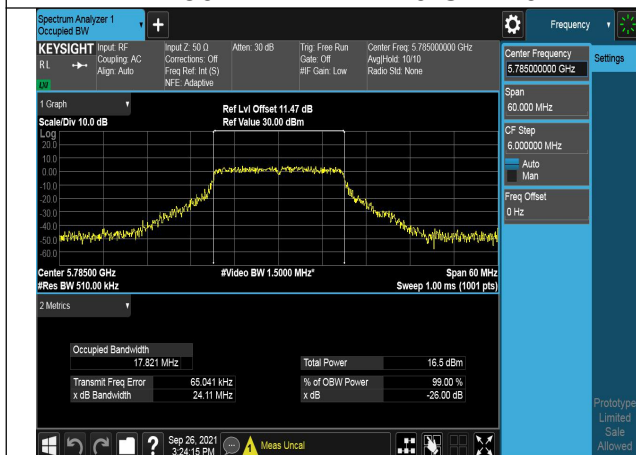 Spectrum Analyzer 1
Occupied BW
+
Frequency
KEYSIGHT
Input: RF
Coupling: AC
Align: Auto
Input Z: 50 Ω
Corrections: Off
Freq Ref: Int (S)
NFE: Adaptive
Atten: 30 dB
Trig: Free Run
Gate: Off
#IF Gain: Low
Center Freq: 5.785000000 GHz
Avg|Hold: 10/10
Radio Std: None
RL
LXI
Center Frequency
5.785000000 GHz
Settings
Span
60.000 MHz
CF Step
6.000000 MHz
Auto
Man
Freq Offset
0 Hz
1 Graph
Scale/Div 10.0 dB
Ref Lvl Offset 11.47 dB
Ref Value 30.00 dBm
Log
20.0
10.0
0.00
-10.0
-20.0
-30.0
-40.0
-50.0
-60.0
Center 5.78500 GHz
#Video BW 1.5000 MHz*
Span 60 MHz
#Res BW 510.00 kHz
Sweep 1.00 ms (1001 pts)
2 Metrics
Occupied Bandwidth
17.821 MHz
Total Power 16.5 dBm
Transmit Freq Error 65.041 kHz
% of OBW Power 99.00 %
x dB Bandwidth 24.11 MHz
x dB -26.00 dB
Prototype
Limited
Sale
Allowed
?
Sep 26, 2021
3:24:15 PM
1
Meas Uncal